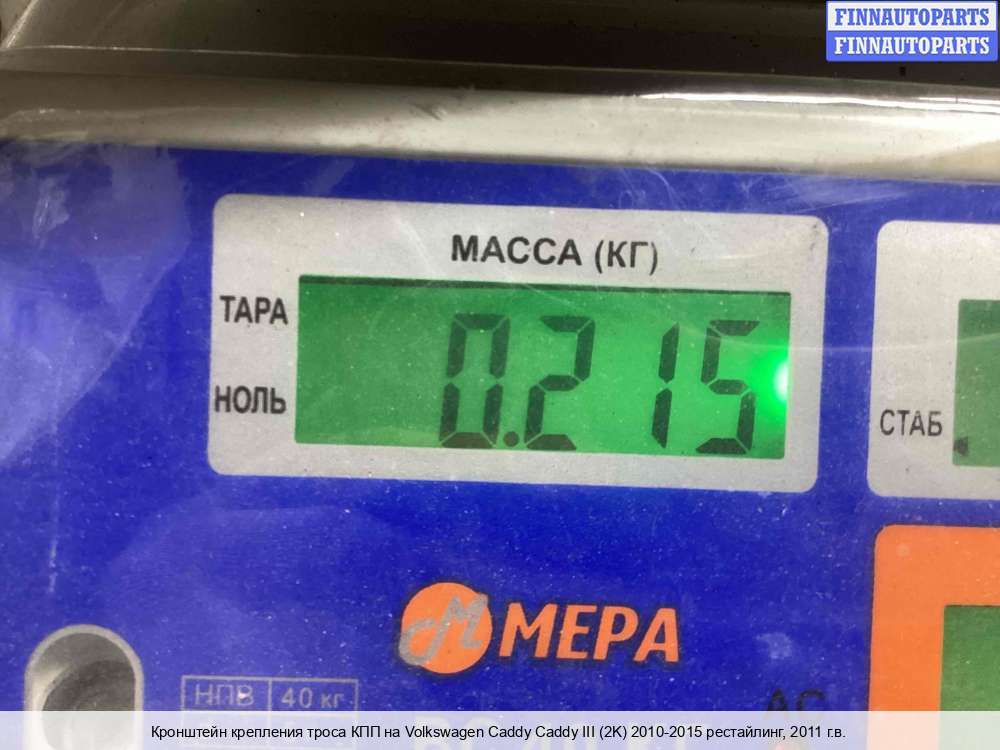 FINNAUTOPARTS
FINNAUTOPARTS
МАССА (КГ)
ТАРА
0.215
НОЛЬ
СТАБ
М МЕРА
НПВ 40 кг
Кронштейн крепления троса КПП на Volkswagen Caddy Caddy III (2K) 2010-2015 рестайлинг, 2011 г.в.